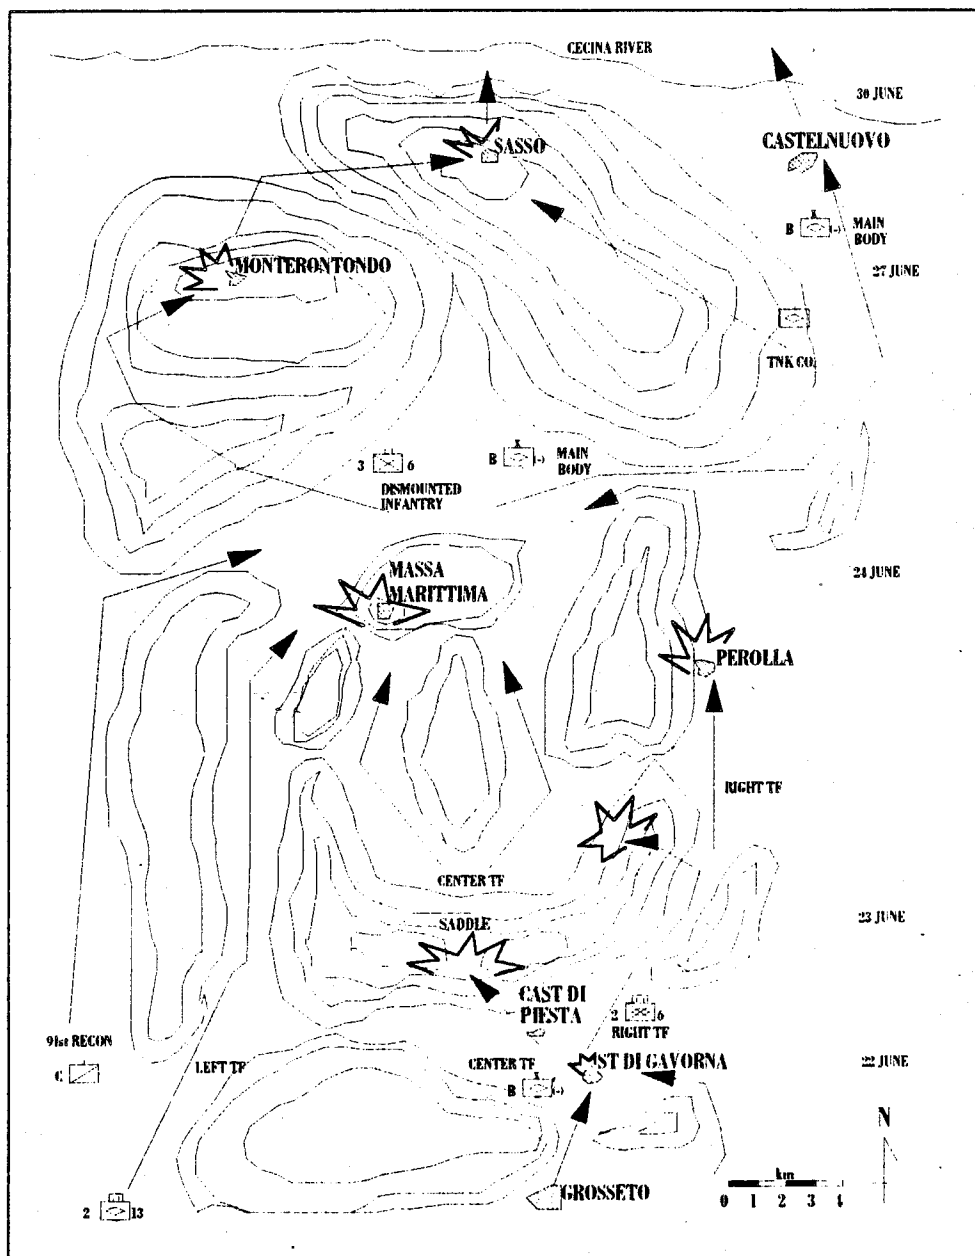 CECINA RIVER
30 JUNE
CASTELNUOVO
SASSO
X
B (-) MAIN
BODY
MONTERONTONDO
27 JUNE
TNK CO
X
3 6 B (-) MAIN
BODY
DISMOUNTED
INFANTRY
MASSA
MARITTIMA
24 JUNE
PEROLLA
RIGHT TF
CENTER TF
SADDLE
23 JUNE
CAST DI
PIESTA
2 6
RIGHT TF
91st RECON
C
LEFT TF
CENTER TF
X
B (-)
ST DI GAVORNA
22 JUNE
N
km
0 1 2 3 4
GROSSETO
2 13